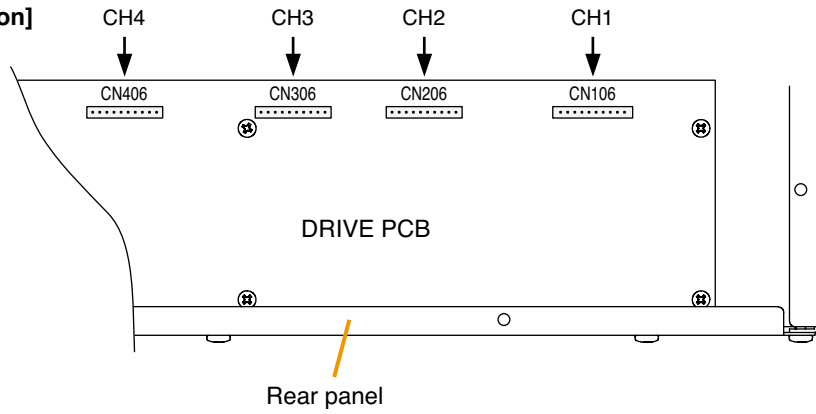 on]
CH4 CH3 CH2 CH1
CN406 CN306 CN206 CN106
DRIVE PCB
Rear panel